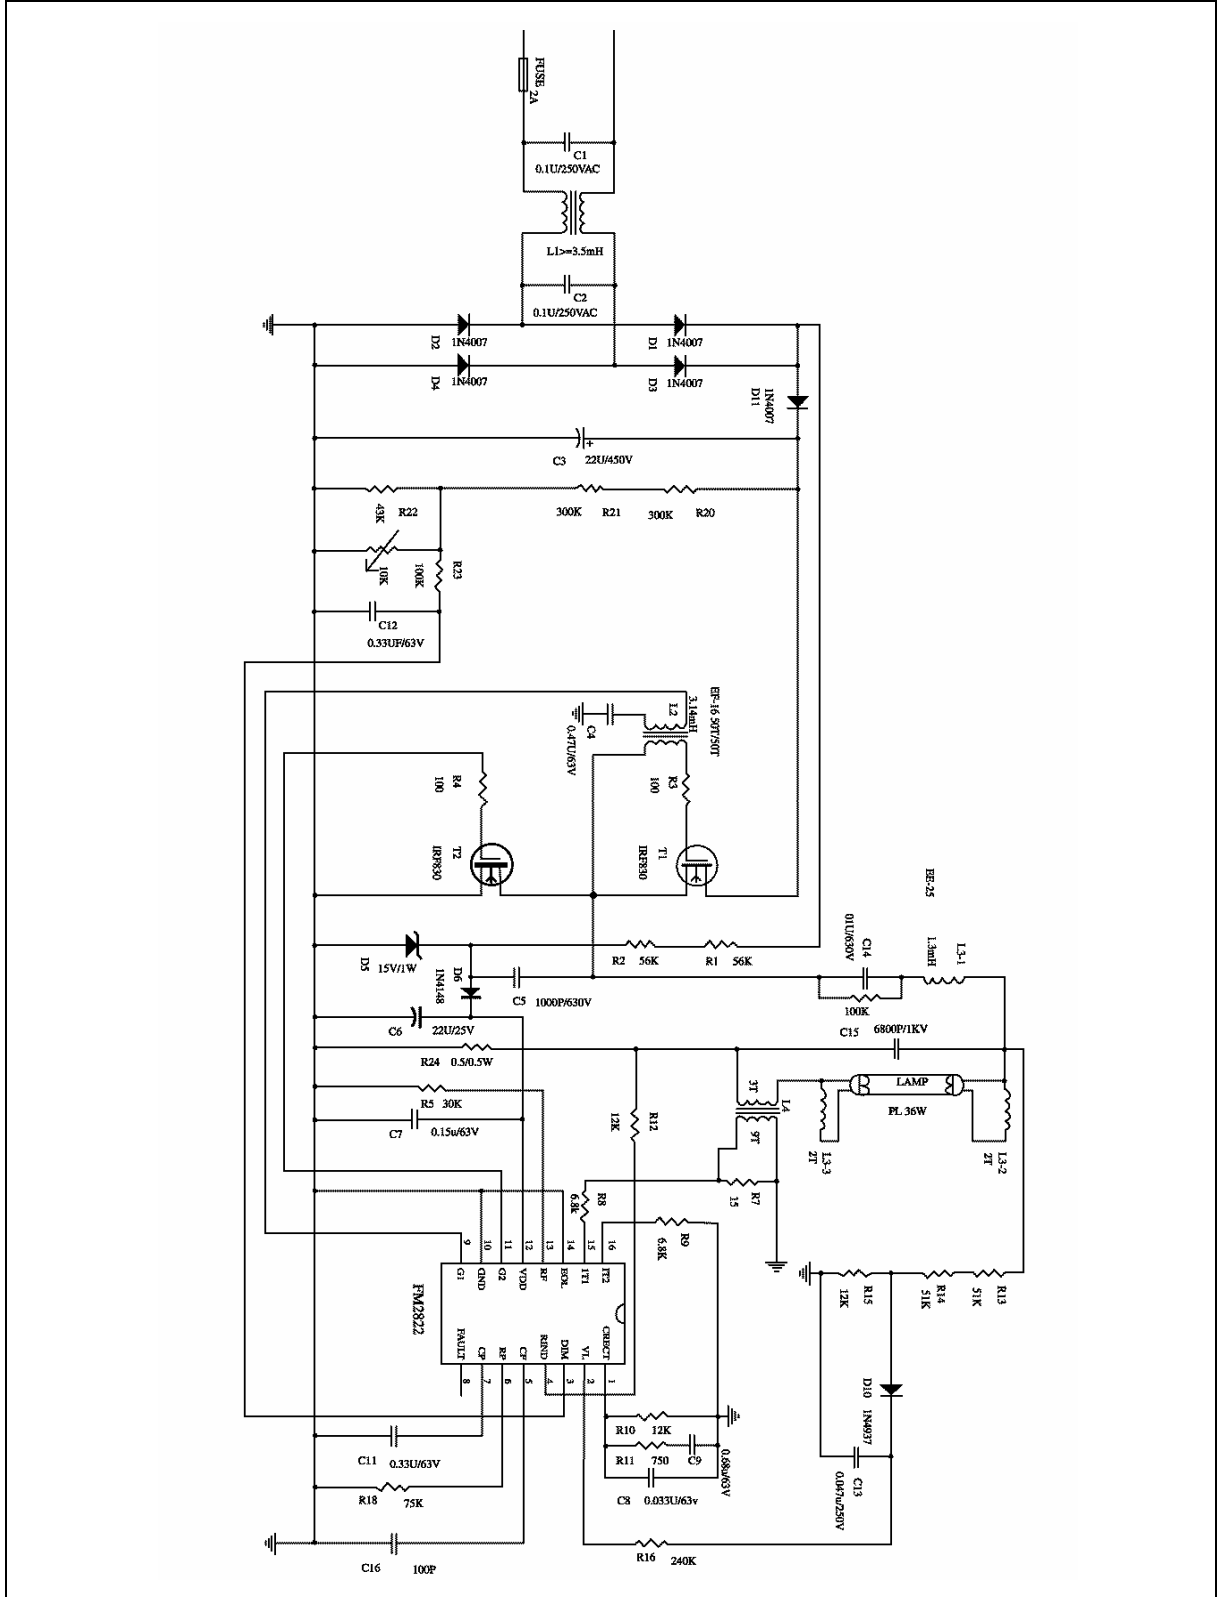 FUSE
2A
C1
0.1U/250VAC
L1>=3.5mH
C2
0.1U/250VAC
D2 1N4007
D1 1N4007
D4 1N4007
D3 1N4007
1N4007
D11
C3 22U/450V
43K R22
300K R21
300K R20
10K
100K R23
C12
0.33UF/63V
EF-16 50T/50T
3.14mH
L2
C4
0.47U/63V
R4
100
R3
100
T2
IRF830
T1
IRF830
EE-25
C14
01U/630V
L3-1
1.3mH
D5 15V/1W
D6
1N4148
R2 56K
R1 56K
C5 1000P/630V
100K
C6 22U/25V
C15 6800P/1KV
R24 0.5/0.5W
R5 30K
C7 0.15u/63V
R12
12K
3T
L4
9T
LAMP
PL 36W
L3-3
2T
L3-2
2T
R8
6.8k
R7
15
R9
6.8K
9 10 11 12 13 14 15 16
G1 GND G2 VDD RF EOL IT1 IT2
FM2822
FAULT CP RP CF RIND DIM VL CRECT
8 7 6 5 4 3 2 1
R15
12K
R14
51K
R13
51K
D10 1N4937
C13
0.047u/250V
R10 12K
R11 750 C9
0.68u/63V
C8 0.033U/63v
C11 0.33U/63V
R18 75K
R16 240K
C16 100P